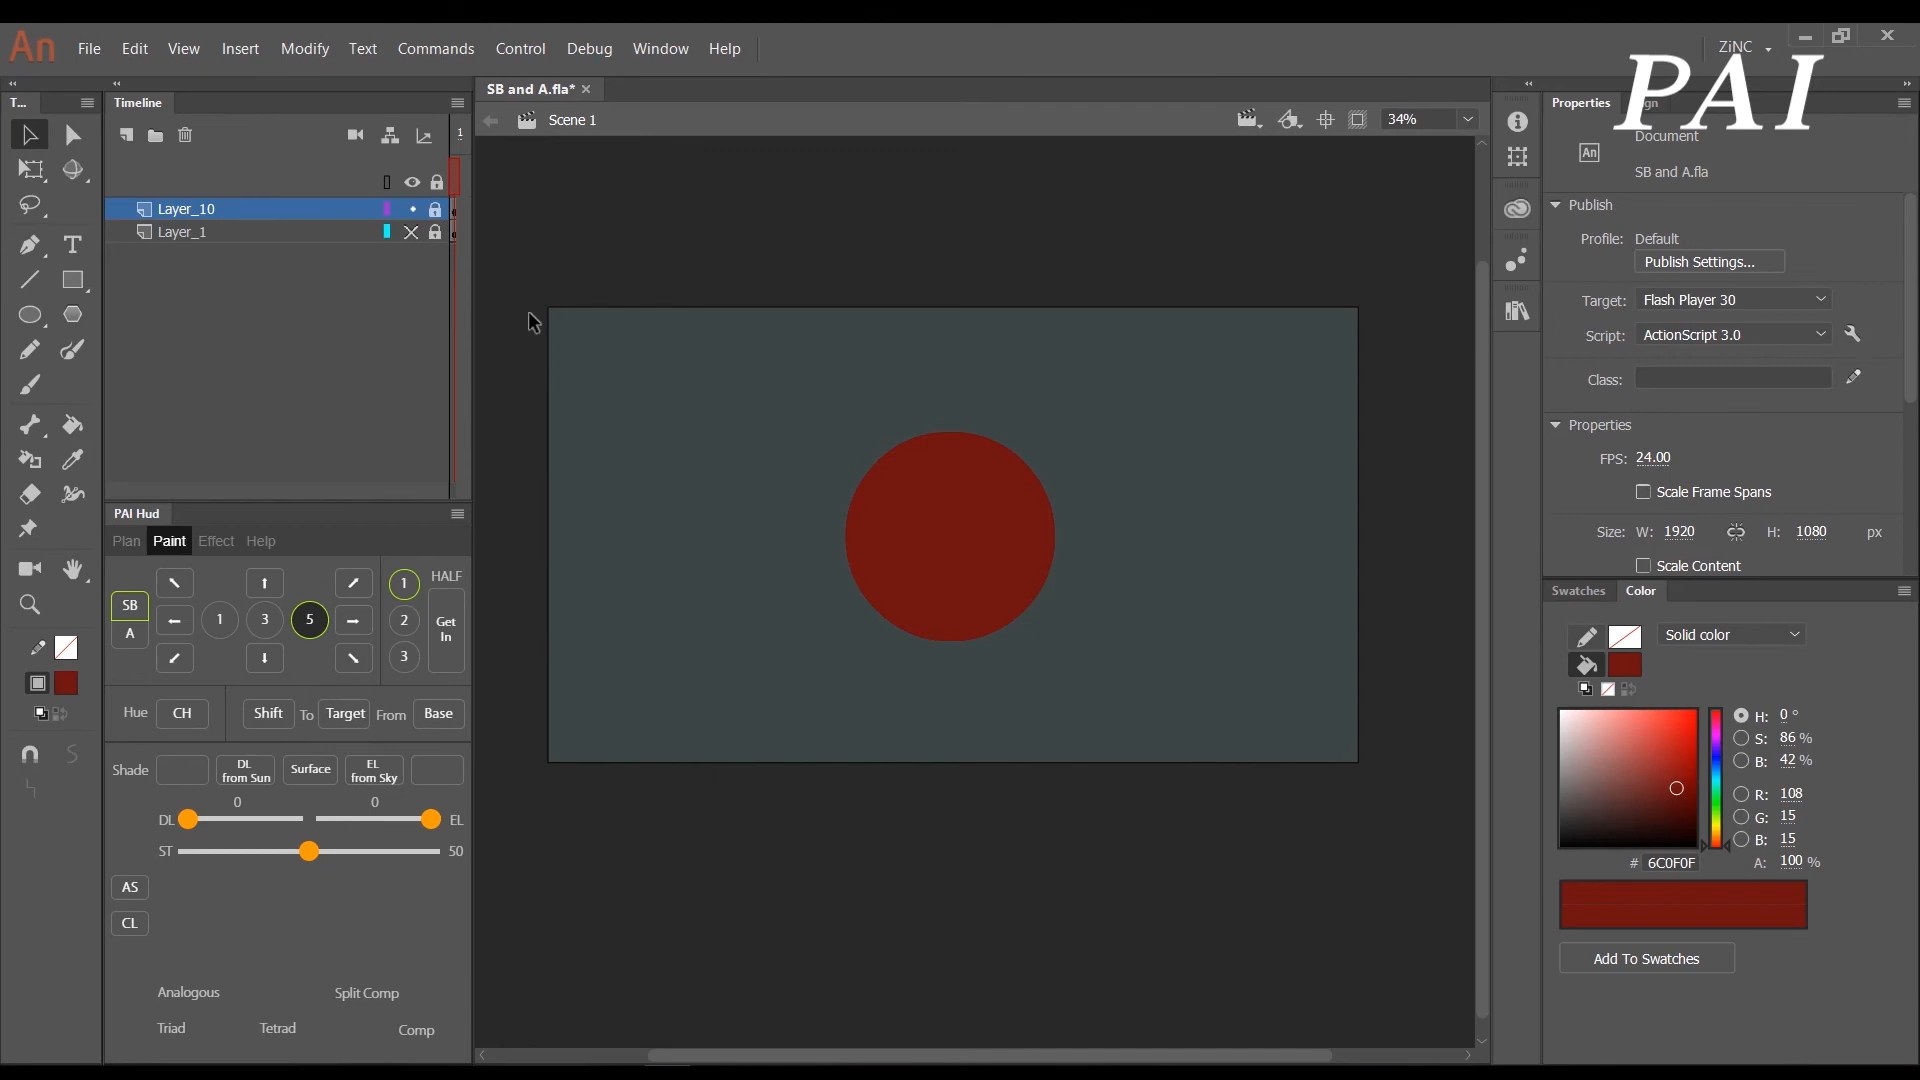 An File Edit View Insert Modify Text Commands Control Debug Window Help ZiNC
PAI
T... Timeline SB and A.fla* Properties
Scene 1 34%
1
Document
SB and A.fla
Layer_10
Layer_1
Publish
Profile: Default
Publish Settings...
Target: Flash Player 30
Script: ActionScript 3.0
Class:
Properties
FPS: 24.00
Scale Frame Spans
Size: W: 1920 H: 1080 px
Scale Content
PAI Hud
Plan Paint Effect Help
HALF
SB
A
1 3 5
1
2
3
Get
In
Hue CH Shift To Target From Base
Shade DL from Sun Surface EL from Sky
0 0
DL EL
ST 50
AS
CL
Analogous Split Comp
Triad Tetrad Comp
Swatches Color
Solid color
H: 0 °
S: 86 %
B: 42 %
R: 108
G: 15
B: 15
# 6C0F0F A: 100 %
Add To Swatches